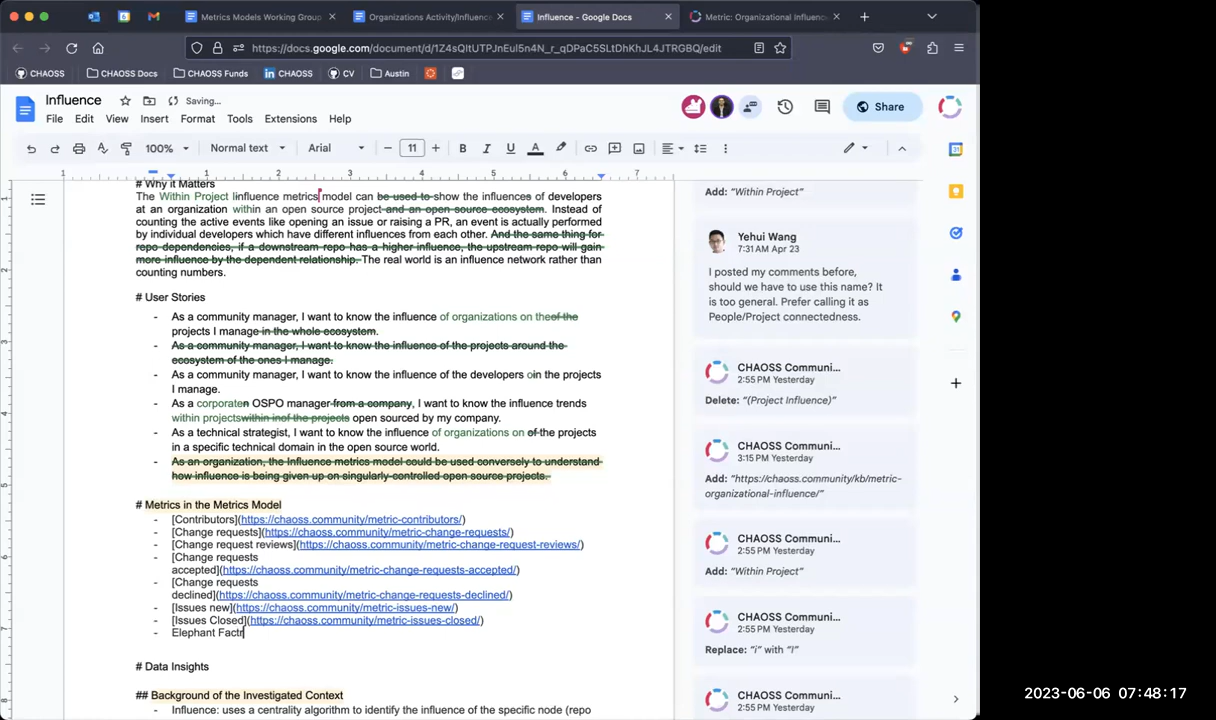 Metrics Models Working Group
Organizations Activity/Influence
Influence - Google Docs
Metric: Organizational Influence
https://docs.google.com/document/d/1Z4sQItUTPJnEul5n4N_r_qDPaC5SLtDhKhJL4JTRGBQ/edit
CHAOSS
CHAOSS Docs
CHAOSS Funds
CHAOSS
CV
Austin
Influence
Saving...
File Edit View Insert Format Tools Extensions Help
Share
100%
Normal text
Arial
11
1 1 2 3 4 5 6 7
# Why it Matters
The Within Project Iinfluence metrics model can be used to show the influences of developers
at an organization within an open source project and an open source ecosystem. Instead of
counting the active events like opening an issue or raising a PR, an event is actually performed
by individual developers which have different influences from each other. And the same thing for
repo dependencies, if a downstream repo has a higher influence, the upstream repo will gain
more influence by the dependent relationship. The real world is an influence network rather than
counting numbers.
# User Stories
- As a community manager, I want to know the influence of organizations on theof the
projects I manage in the whole ecosystem.
- As a community manager, I want to know the influence of the projects around the
ecosystem of the ones I manage.
- As a community manager, I want to know the influence of the developers oin the projects
I manage.
- As a corporaten OSPO manager from a company, I want to know the influence trends
within projectswithin inof the projects open sourced by my company.
- As a technical strategist, I want to know the influence of organizations on of the projects
in a specific technical domain in the open source world.
- As an organization, the Influence metrics model could be used conversely to understand
how influence is being given up on singularly-controlled open source projects.
# Metrics in the Metrics Model
- [Contributors](https://chaoss.community/metric-contributors/)
- [Change requests](https://chaoss.community/metric-change-requests/)
- [Change request reviews](https://chaoss.community/metric-change-request-reviews/)
- [Change requests
accepted](https://chaoss.community/metric-change-requests-accepted/)
- [Change requests
declined](https://chaoss.community/metric-change-requests-declined/)
- [Issues new](https://chaoss.community/metric-issues-new/)
- [Issues Closed](https://chaoss.community/metric-issues-closed/)
- Elephant Factr
# Data Insights
## Background of the Investigated Context
- Influence: uses a centrality algorithm to identify the influence of the specific node (repo
Add: “Within Project”
Yehui Wang
7:31 AM Apr 23
I posted my comments before,
should we have to use this name? It
is too general. Prefer calling it as
People/Project connectedness.
CHAOSS Communi...
2:55 PM Yesterday
Delete: “(Project Influence)”
CHAOSS Communi...
3:15 PM Yesterday
Add: “https://chaoss.community/kb/metric-
organizational-influence/”
CHAOSS Communi...
2:55 PM Yesterday
Add: “Within Project”
CHAOSS Communi...
2:55 PM Yesterday
Replace: “i” with “I”
CHAOSS Communi...
2:55 PM Yesterday
2023-06-06 07:48:17